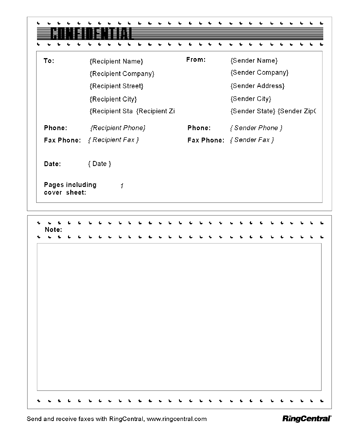 CONFIDENTIAL
To: {Recipient Name} From: {Sender Name}
{Recipient Company} {Sender Company}
{Recipient Street} {Sender Address}
{Recipient City} {Sender City}
{Recipient Sta {Recipient Zi {Sender State} {Sender Zip(
Phone: {Recipient Phone} Phone: { Sender Phone }
Fax Phone: { Recipient Fax } Fax Phone: { Sender Fax }
Date: { Date }
Pages including 1
cover sheet:
Note:
Send and receive faxes with RingCentral, www.ringcentral.com RingCentral